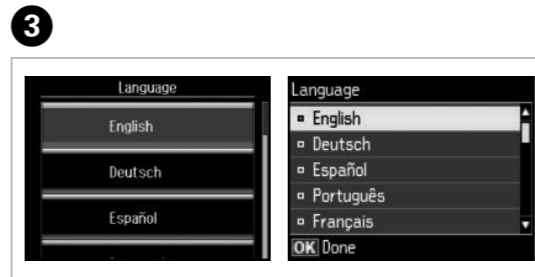 3
Language
English
Deutsch
Español
Language
English
Deutsch
Español
Português
Français
OK Done